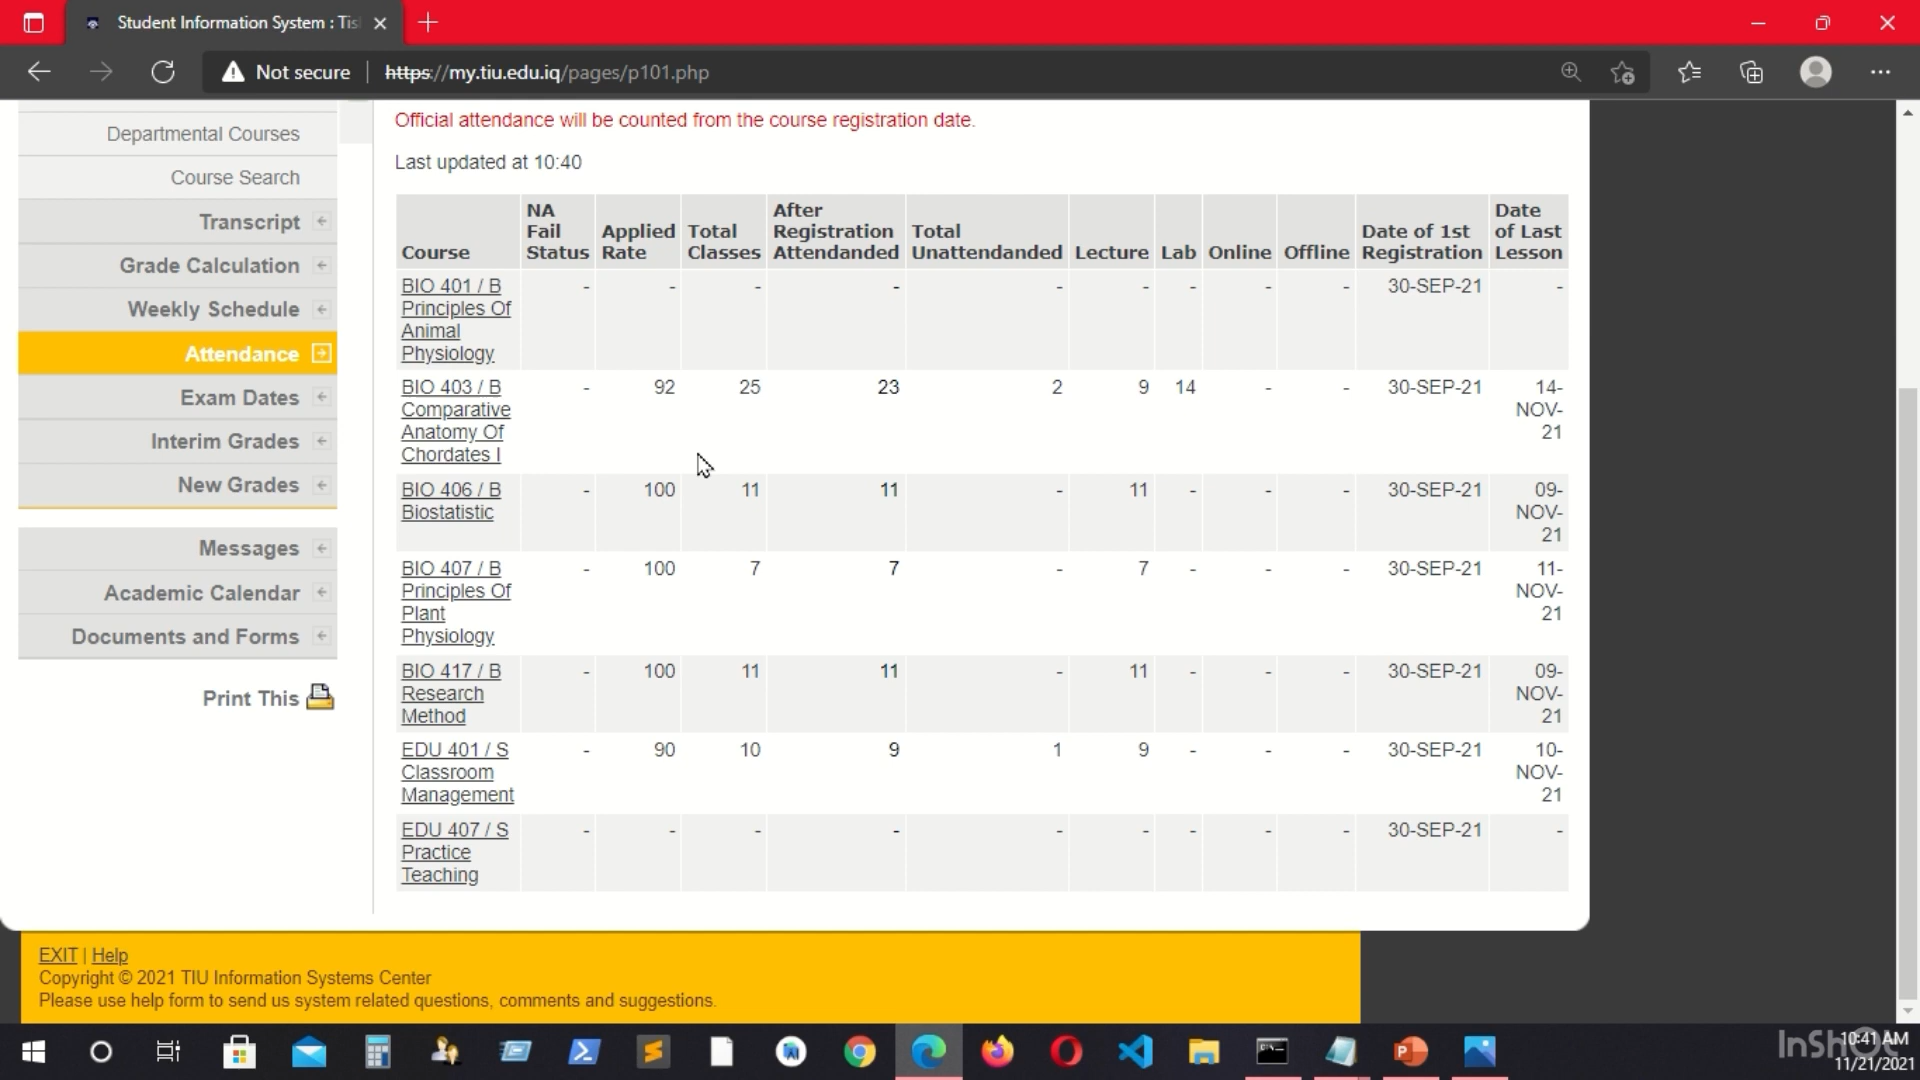 Student Information System : Tis
Not secure https://my.tiu.edu.iq/pages/p101.php
Departmental Courses
Course Search
Transcript
Grade Calculation
Weekly Schedule
Attendance
Exam Dates
Interim Grades
New Grades
Messages
Academic Calendar
Documents and Forms
Print This
Official attendance will be counted from the course registration date.
Last updated at 10:40
Course NA Fail Status Applied Rate Total Classes After Registration Attendanded Total Unattendanded Lecture Lab Online Offline Date of 1st Registration Date of Last Lesson
BIO 401 / B - - - - - - - - - 30-SEP-21 -
Principles Of
Animal
Physiology
BIO 403 / B - 92 25 23 2 9 14 - - 30-SEP-21 14-
Comparative NOV-
Anatomy Of 21
Chordates I
BIO 406 / B - 100 11 11 - 11 - - - 30-SEP-21 09-
Biostatistic NOV-
21
BIO 407 / B - 100 7 7 - 7 - - - 30-SEP-21 11-
Principles Of NOV-
Plant 21
Physiology
BIO 417 / B - 100 11 11 - 11 - - - 30-SEP-21 09-
Research NOV-
Method 21
EDU 401 / S - 90 10 9 1 9 - - - 30-SEP-21 10-
Classroom NOV-
Management 21
EDU 407 / S - - - - - - - - - 30-SEP-21 -
Practice
Teaching
EXIT | Help
Copyright © 2021 TIU Information Systems Center
Please use help form to send us system related questions, comments and suggestions.
10:41 AM
11/21/2021